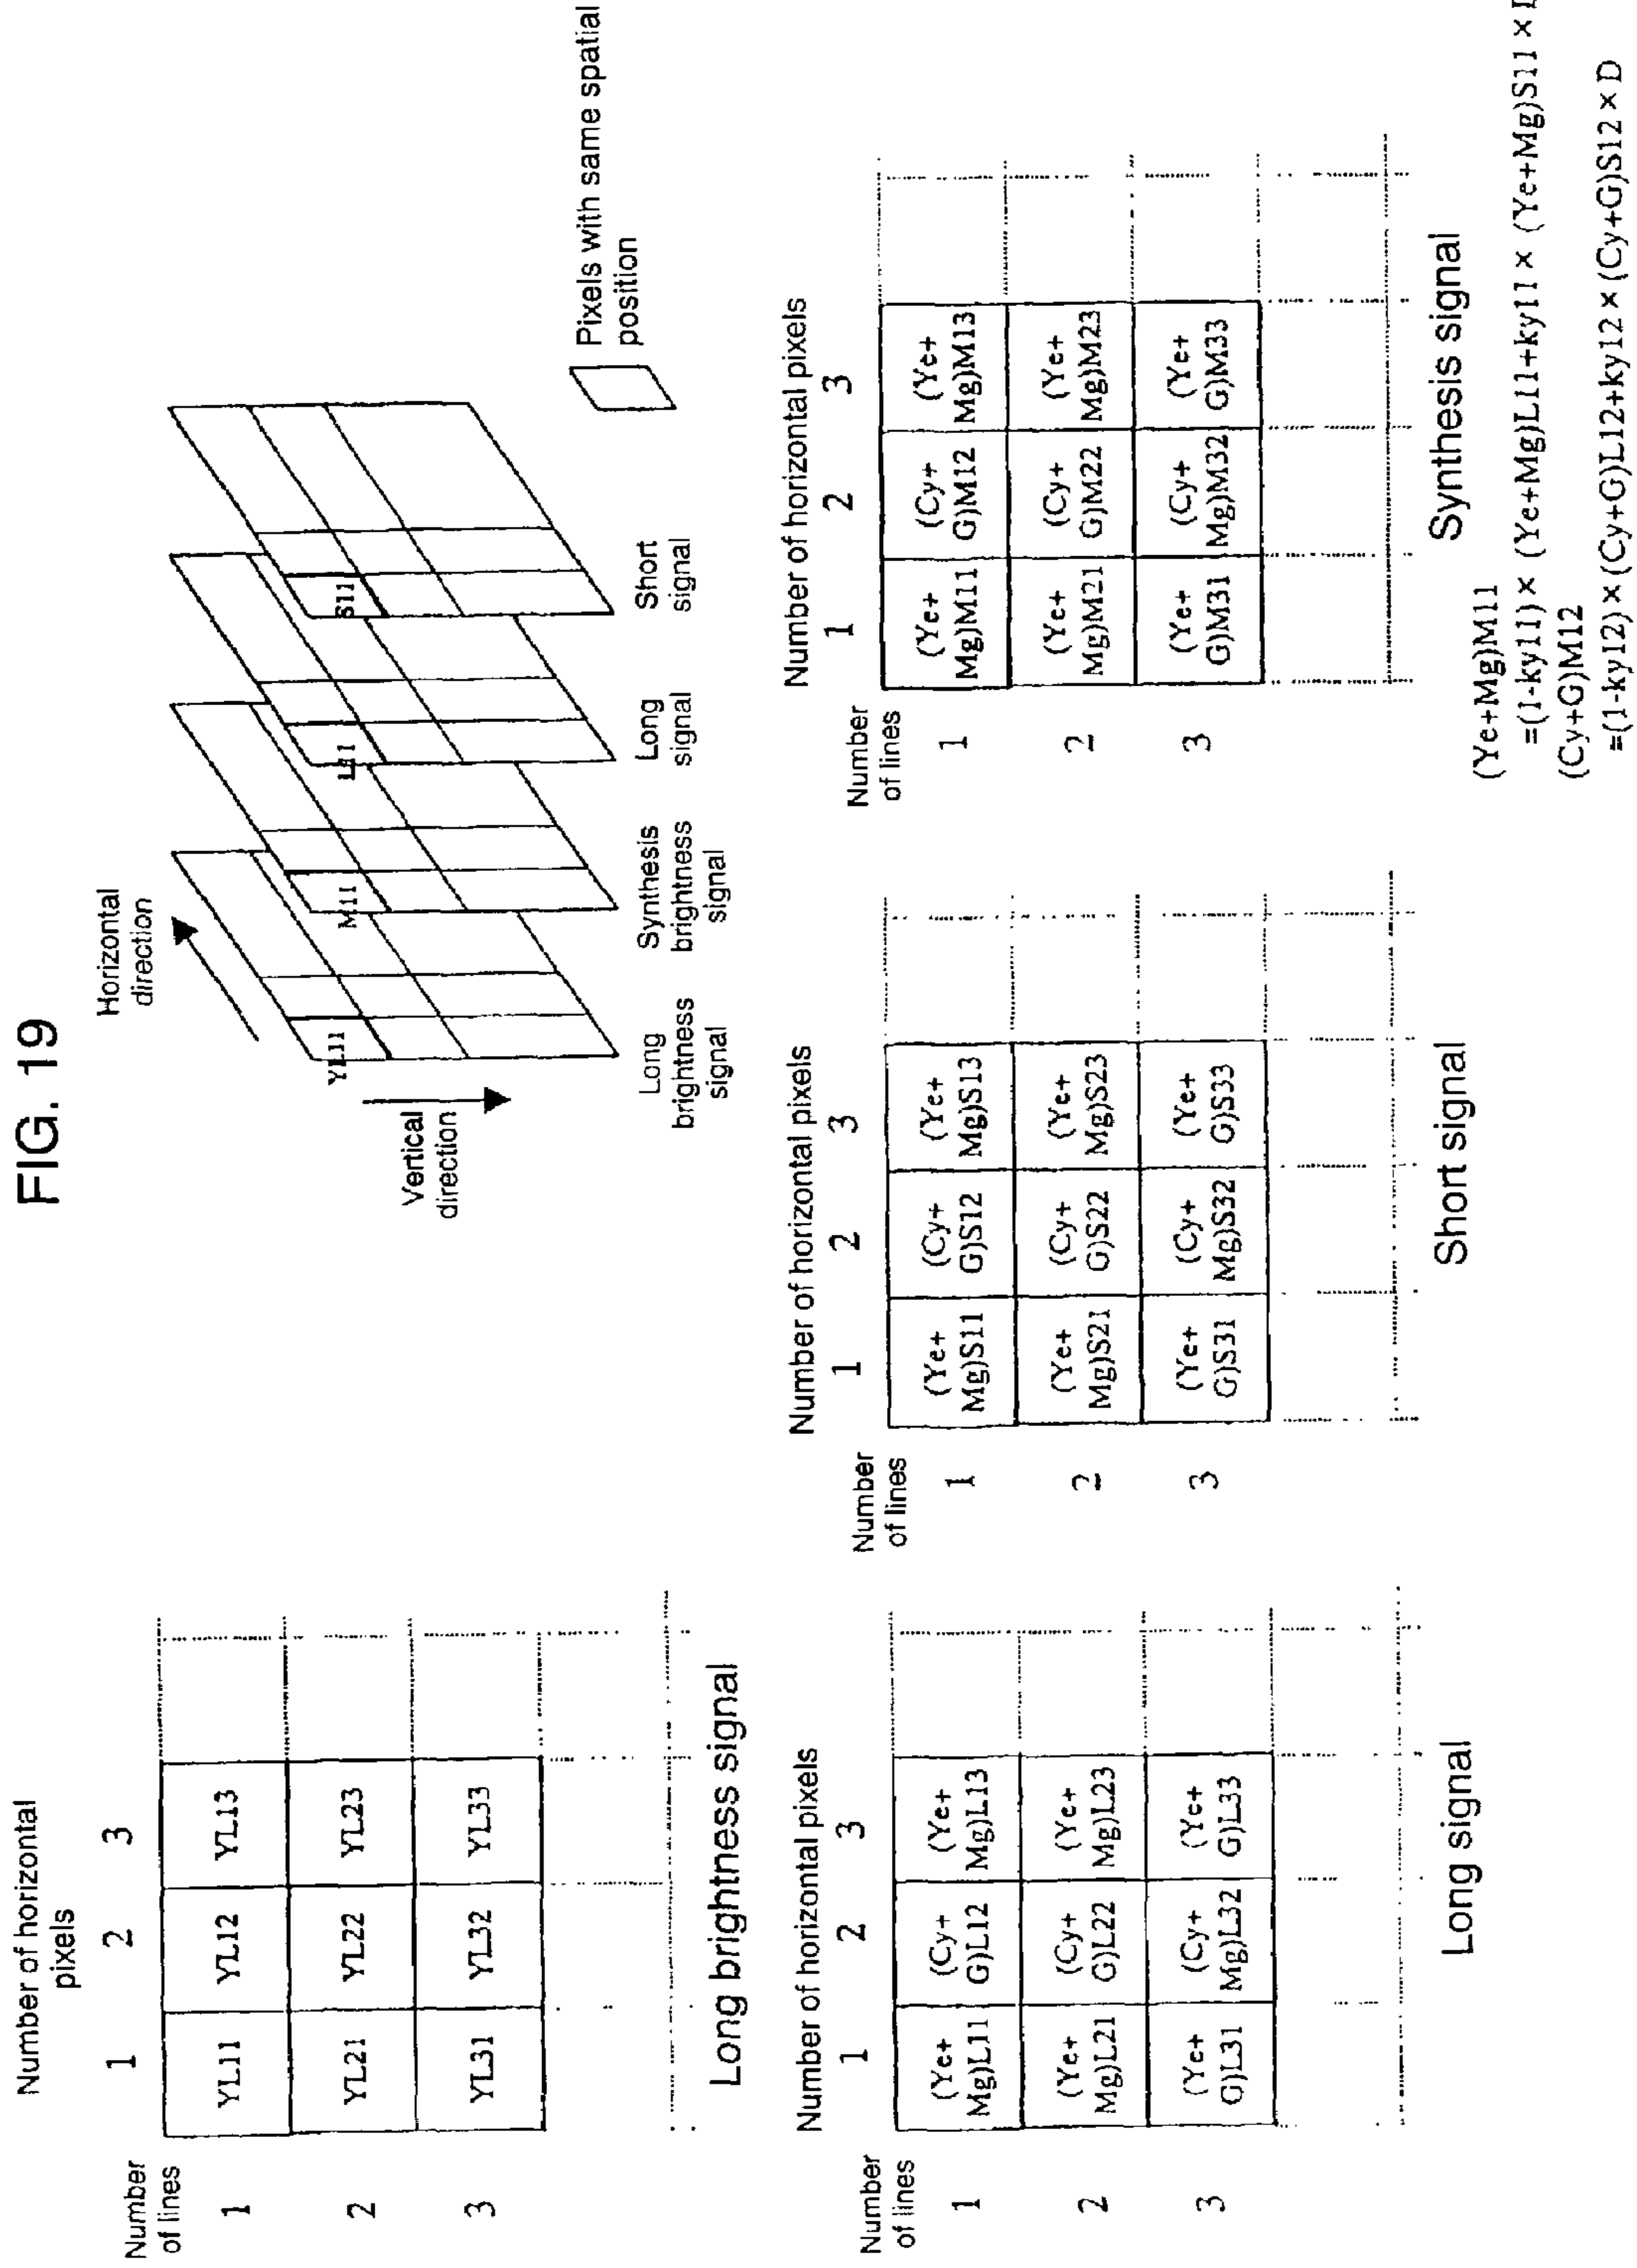 FIG. 19
Number of horizontal
pixels
Number
of lines
1 2 3
1 YL11 YL12 YL13
2 YL21 YL22 YL23
3 YL31 YL32 YL33
Long brightness signal
Horizontal
direction
Vertical
direction
YL11
M11
L11
S11
Long
brightness
signal
Synthesis
brightness
signal
Long
signal
Short
signal
Pixels with same spatial
position
Number of horizontal pixels
Number
of lines
1 2 3
1 (Ye+ (Cy+ (Ye+
Mg)L11 G)L12 Mg)L13
2 (Ye+ (Cy+ (Ye+
Mg)L21 G)L22 Mg)L23
3 (Ye+ (Cy+ (Ye+
G)L31 Mg)L32 G)L33
Long signal
Number of horizontal pixels
Number
of lines
1 2 3
1 (Ye+ (Cy+ (Ye+
Mg)S11 G)S12 Mg)S13
2 (Ye+ (Cy+ (Ye+
Mg)S21 G)S22 Mg)S23
3 (Ye+ (Cy+ (Ye+
G)S31 Mg)S32 G)S33
Short signal
Number of horizontal pixels
Number
of lines
1 2 3
1 (Ye+ (Cy+ (Ye+
Mg)M11 G)M12 Mg)M13
2 (Ye+ (Cy+ (Ye+
Mg)M21 G)M22 Mg)M23
3 (Ye+ (Cy+ (Ye+
G)M31 Mg)M32 G)M33
Synthesis signal
(Ye+Mg)M11
=(1-ky11)×(Ye+Mg)L11+ky11×(Ye+Mg)S11×
(Cy+G)M12
=(1-ky12)×(Cy+G)L12+ky12×(Cy+G)S12×D